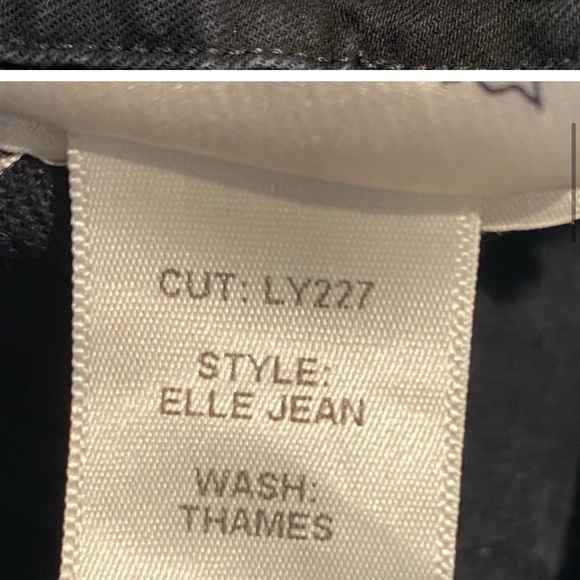 CUT: LY227
STYLE:
ELLE JEAN
WASH:
THAMES